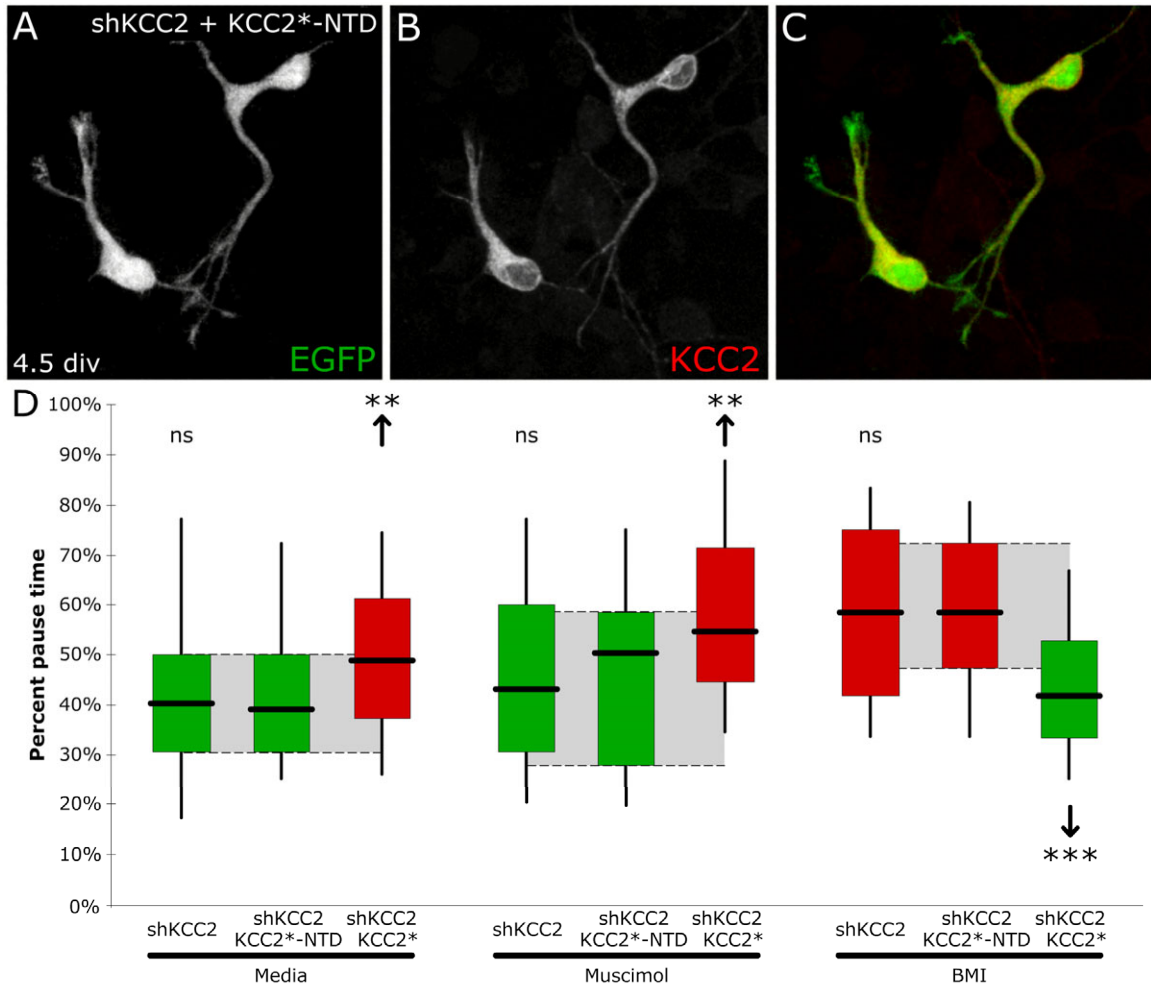 A
shKCC2 + KCC2*-NTD
4.5 div
EGFP
B
KCC2
C
D
Percent pause time
100%
90%
80%
70%
60%
50%
40%
30%
20%
10%
0%
ns
**
ns
**
ns
***
shKCC2
shKCC2
KCC2*-NTD
shKCC2
KCC2*
Media
shKCC2
shKCC2
KCC2*-NTD
shKCC2
KCC2*
Muscimol
shKCC2
shKCC2
KCC2*-NTD
shKCC2
KCC2*
BMI